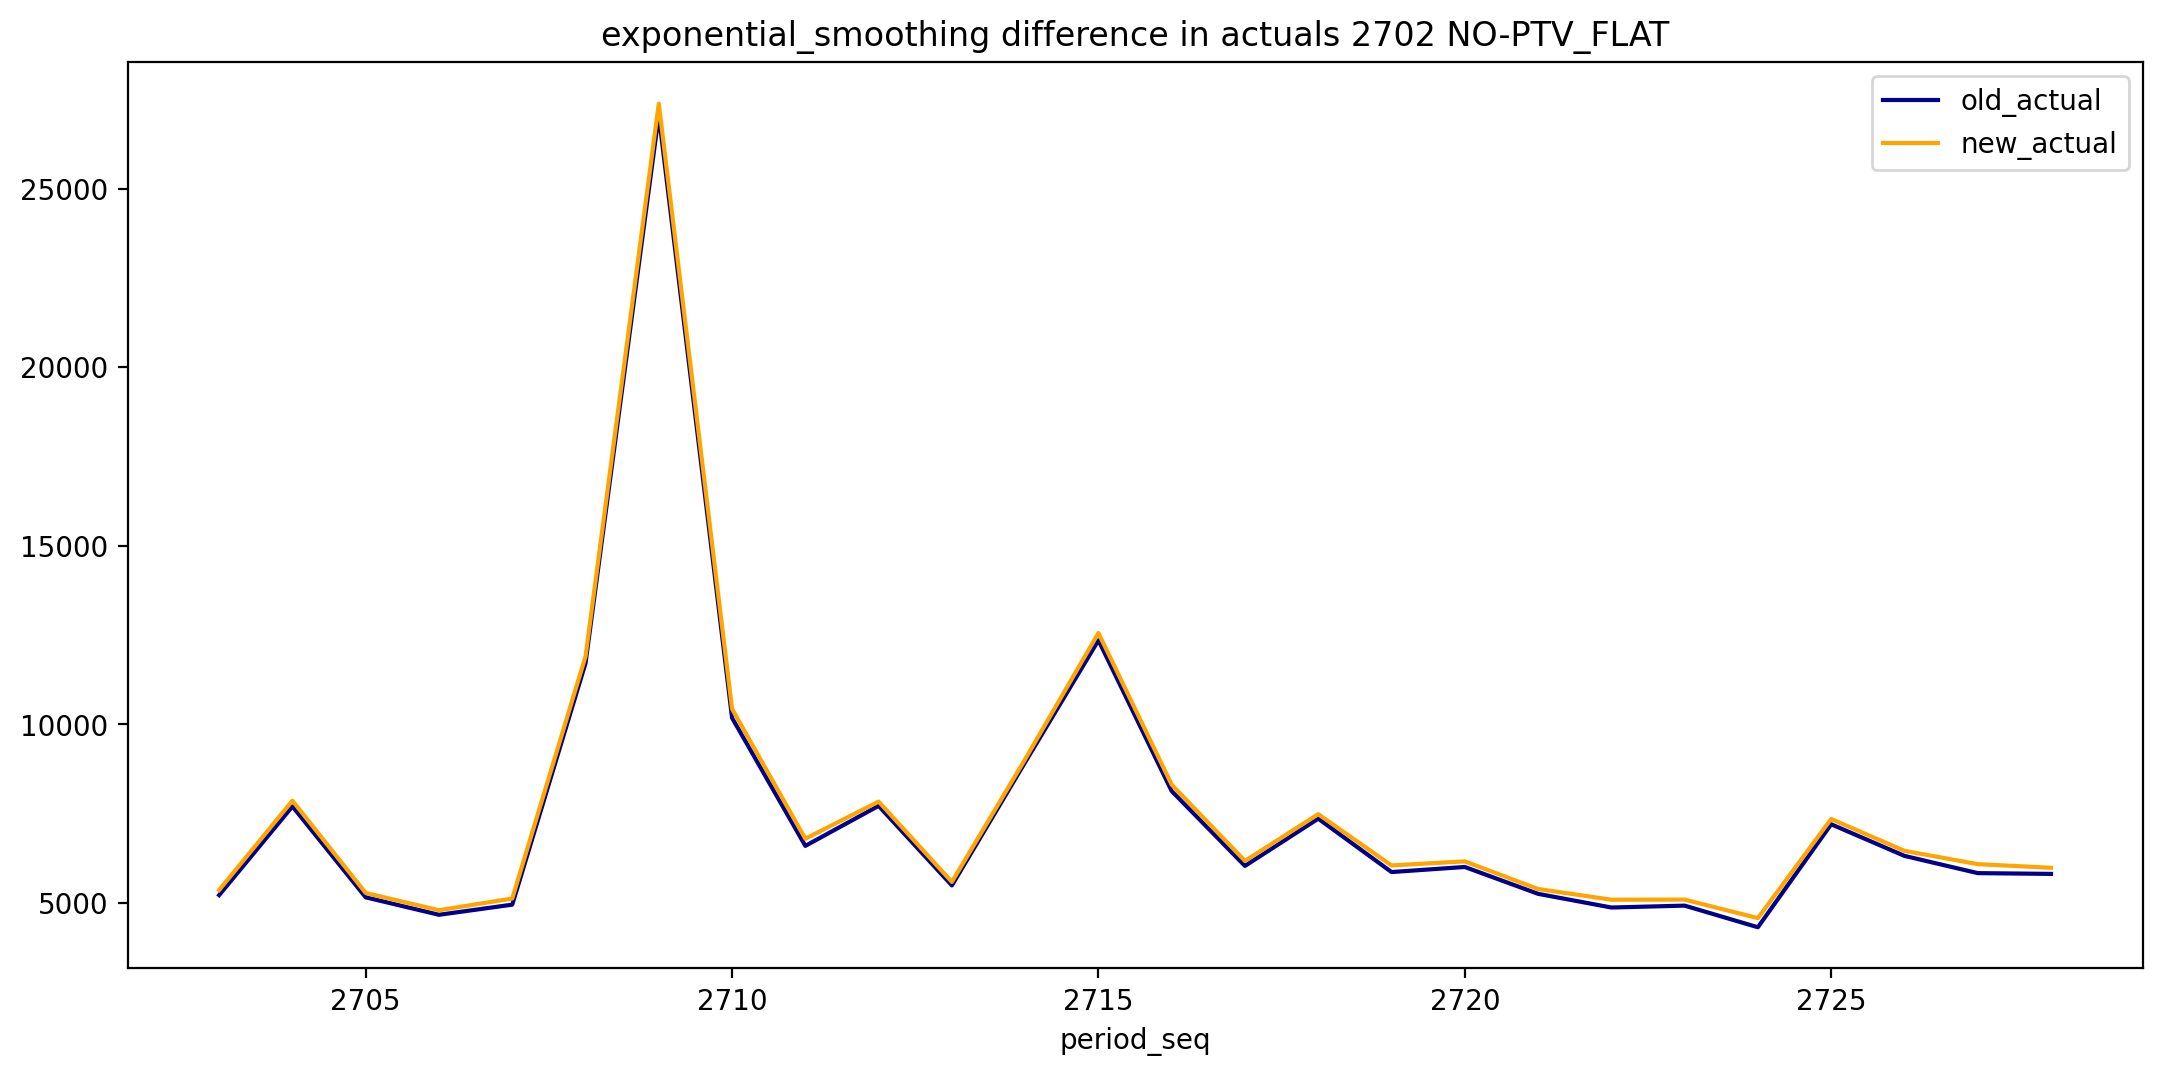 exponential_smoothing difference in actuals 2702 NO-PTV_FLAT
old_actual
new_actual
25000
20000
15000
10000
5000
2705 2710 2715 2720 2725
period_seq